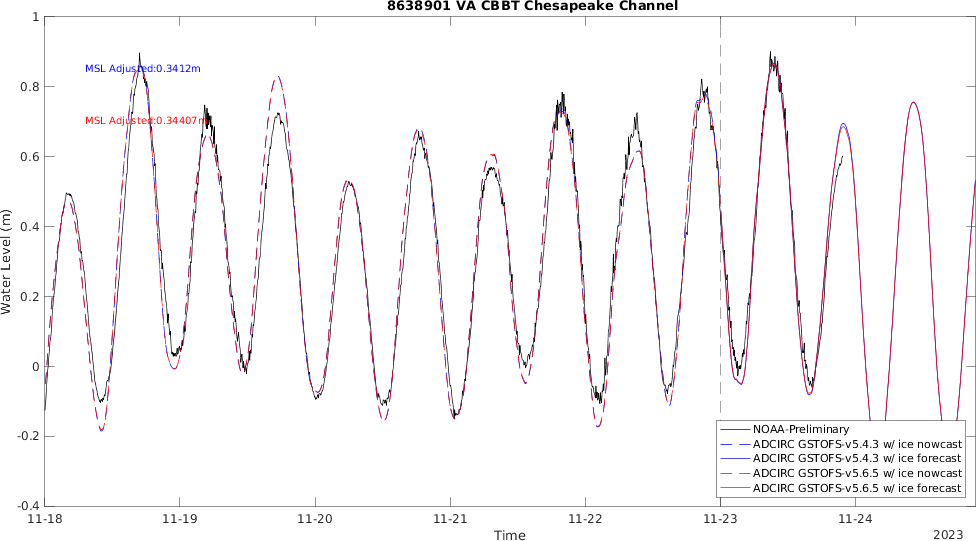 8638901 VA CBBT Chesapeake Channel
1
0.8
0.6
0.4
0.2
0
-0.2
-0.4
Water Level (m)
MSL Adjusted:0.3412m
MSL Adjusted:0.34407m
NOAA-Preliminary
ADCIRC GSTOFS-v5.4.3 w/ ice nowcast
ADCIRC GSTOFS-v5.4.3 w/ ice forecast
ADCIRC GSTOFS-v5.6.5 w/ ice nowcast
ADCIRC GSTOFS-v5.6.5 w/ ice forecast
11-18 11-19 11-20 11-21 11-22 11-23 11-24
Time
2023